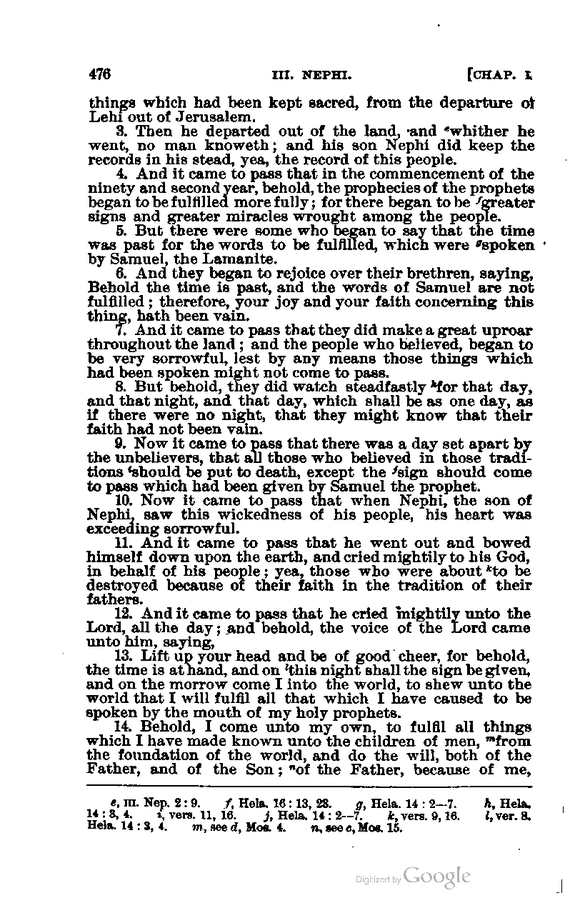 476 III. NEPHI. [CHAP. I.
things which had been kept sacred, from the departure of
Lehi out of Jerusalem.
3. Then he departed out of the land, and ᵉwhither he
went, no man knoweth; and his son Nephi did keep the
records in his stead, yea, the record of this people.
4. And it came to pass that in the commencement of the
ninety and second year, behold, the prophecies of the prophets
began to be fulfilled more fully; for there began to be ᶠgreater
signs and greater miracles wrought among the people.
5. But there were some who began to say that the time
was past for the words to be fulfilled, which were ᵍspoken
by Samuel, the Lamanite.
6. And they began to rejoice over their brethren, saying,
Behold the time is past, and the words of Samuel are not
fulfilled; therefore, your joy and your faith concerning this
thing, hath been vain.
7. And it came to pass that they did make a great uproar
throughout the land; and the people who believed, began to
be very sorrowful, lest by any means those things which
had been spoken might not come to pass.
8. But behold, they did watch steadfastly ʰfor that day,
and that night, and that day, which shall be as one day, as
if there were no night, that they might know that their
faith had not been vain.
9. Now it came to pass that there was a day set apart by
the unbelievers, that all those who believed in those tradi-
tions ⁱshould be put to death, except the ʲsign should come
to pass which had been given by Samuel the prophet.
10. Now it came to pass that when Nephi, the son of
Nephi, saw this wickedness of his people, his heart was
exceeding sorrowful.
11. And it came to pass that he went out and bowed
himself down upon the earth, and cried mightily to his God,
in behalf of his people; yea, those who were about ᵏto be
destroyed because of their faith in the tradition of their
fathers.
12. And it came to pass that he cried mightily unto the
Lord, all the day; and behold, the voice of the Lord came
unto him, saying,
13. Lift up your head and be of good cheer, for behold,
the time is at hand, and on ˡthis night shall the sign be given,
and on the morrow come I into the world, to shew unto the
world that I will fulfil all that which I have caused to be
spoken by the mouth of my holy prophets.
14. Behold, I come unto my own, to fulfil all things
which I have made known unto the children of men, ᵐfrom
the foundation of the world, and do the will, both of the
Father, and of the Son; ⁿof the Father, because of me,
e, III. Nep. 2:9. f, Hela. 16:13, 23. g, Hela. 14:2—7. h, Hela.
14:3, 4. i, vers. 11, 16. j, Hela. 14:2—7. k, vers. 9, 16. l, ver. 8.
Hela. 14:3, 4. m, see d, Mos. 4. n, see c, Mos. 15.
Digitized by Google